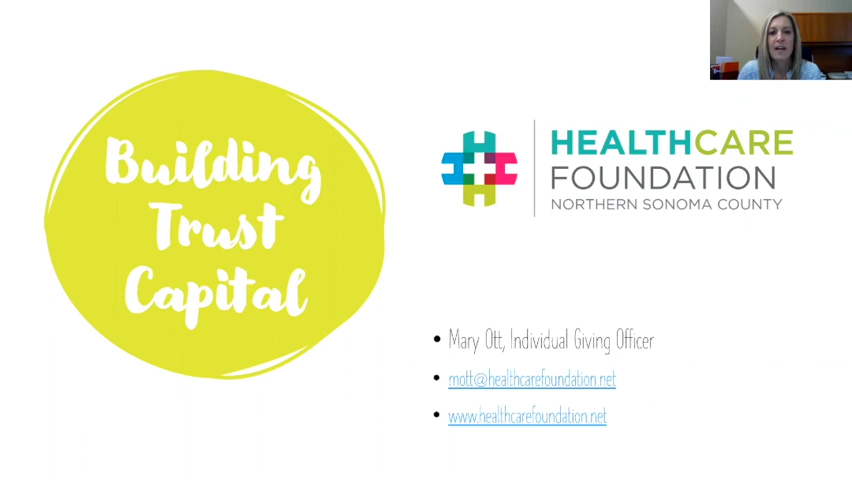 Building
Trust
Capital
HEALTHCARE
FOUNDATION
NORTHERN SONOMA COUNTY
• Mary Ott, Individual Giving Officer
• mott@healthcarefoundation.net
• www.healthcarefoundation.net